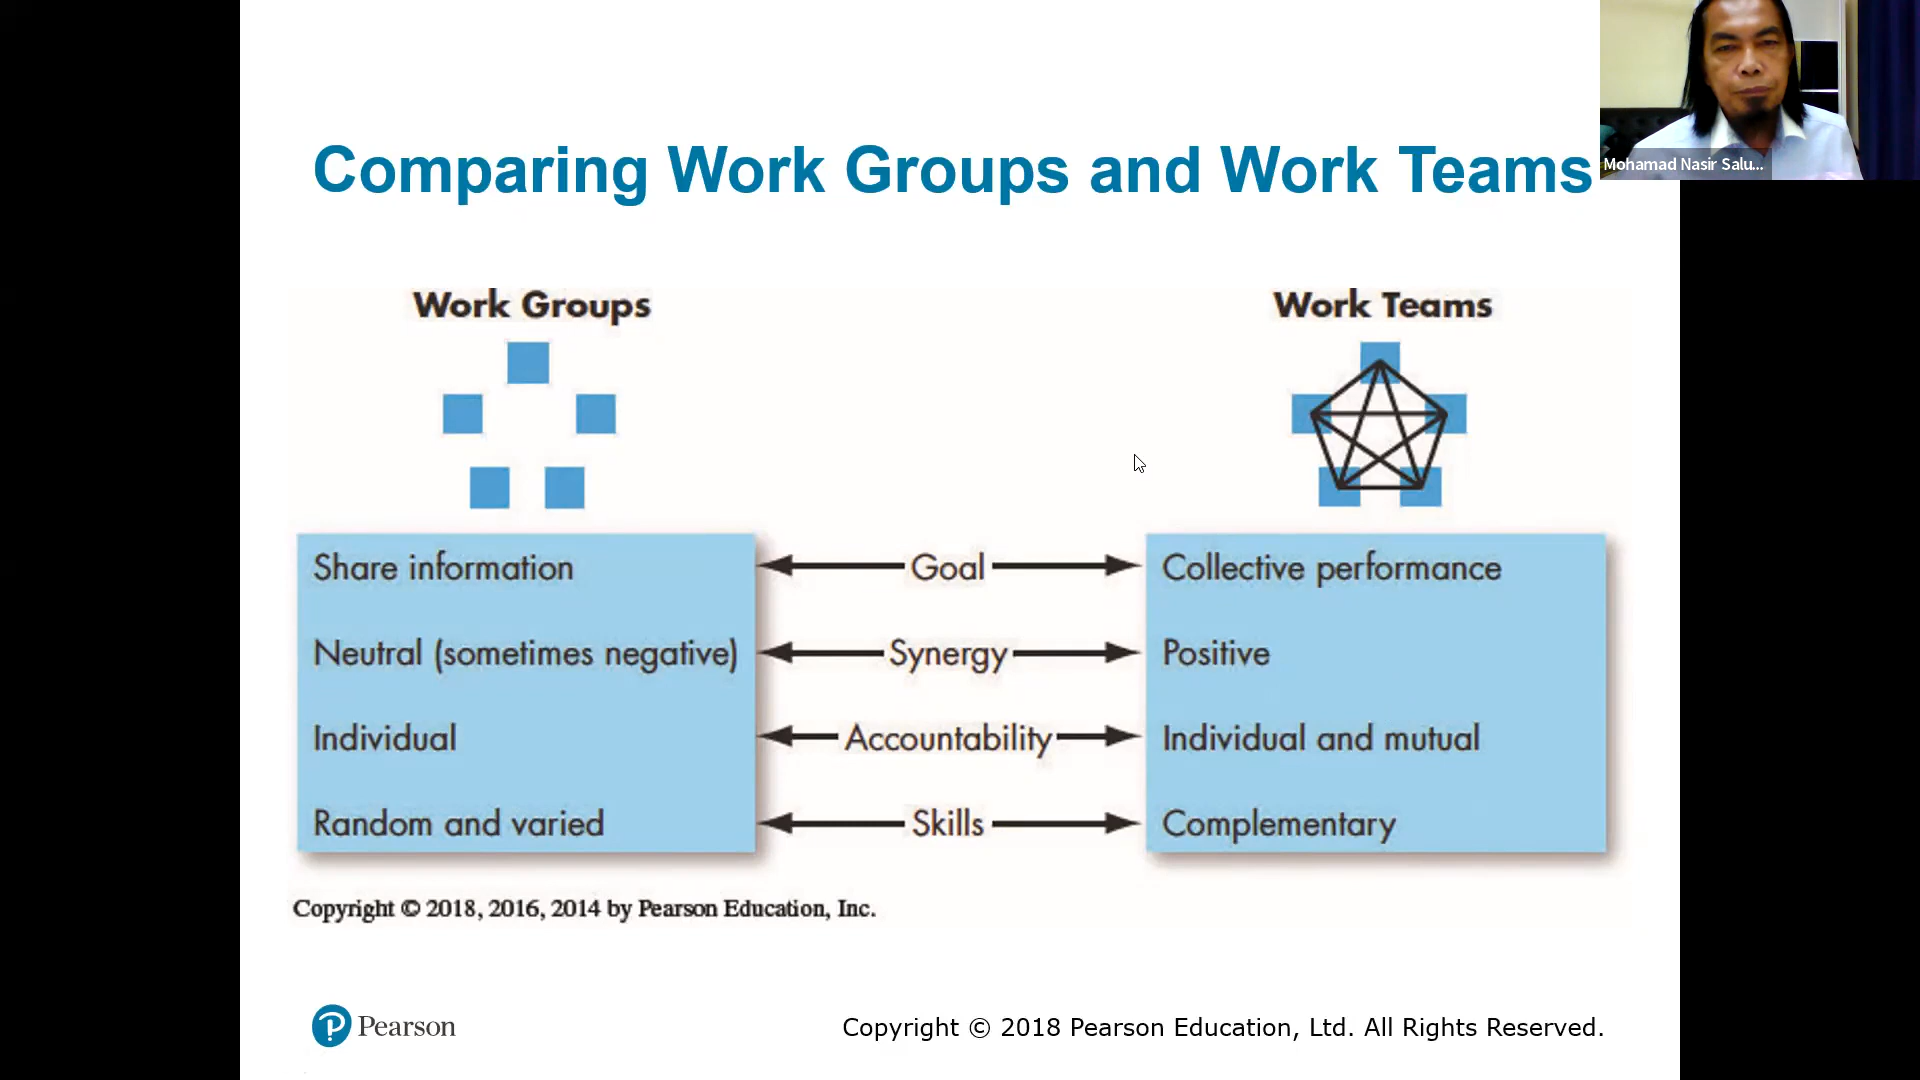 Comparing Work Groups and Work Teams
Mohamad Nasir Salu...
Work Groups
Work Teams
Share information
Goal
Collective performance
Neutral (sometimes negative)
Synergy
Positive
Individual
Accountability
Individual and mutual
Random and varied
Skills
Complementary
Copyright © 2018, 2016, 2014 by Pearson Education, Inc.
Pearson
Copyright © 2018 Pearson Education, Ltd. All Rights Reserved.